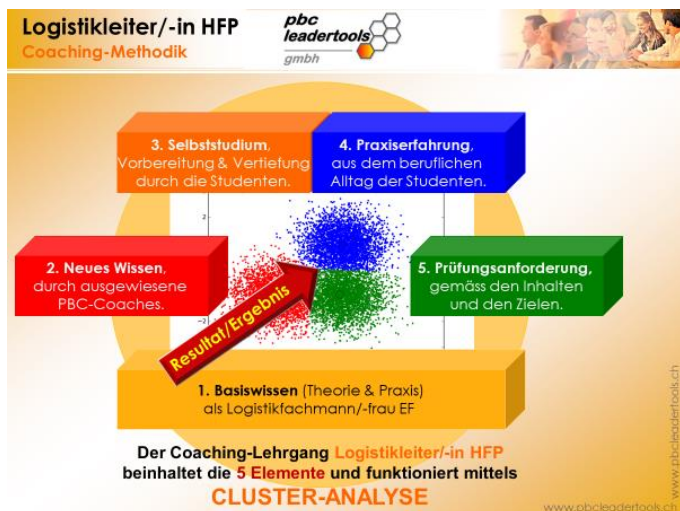 Logistikleiter/-in HFP
Coaching-Methodik
pbc
leadertools
gmbh
3. Selbststudium,
Vorbereitung & Vertiefung
durch die Studenten.
4. Praxiserfahrung,
aus dem beruflichen
Alltag der Studenten.
2
2. Neues Wissen,
durch ausgewiesene
PBC-Coaches.
5. Prüfungsanforderung,
gemäss den Inhalten
und den Zielen.
−2
Resultat/Ergebnis
1. Basiswissen (Theorie & Praxis)
als Logistikfachmann/-frau EF
Der Coaching-Lehrgang Logistikleiter/-in HFP
beinhaltet die 5 Elemente und funktioniert mittels
CLUSTER-ANALYSE
www.pbcleadertools.ch
www.pbcleadertools.ch